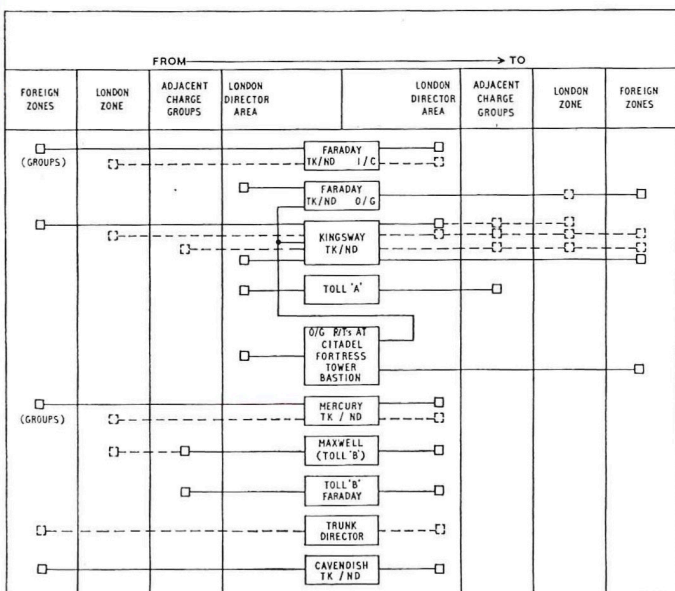 FROM TO
FOREIGN ZONES
LONDON ZONE
ADJACENT CHARGE GROUPS
LONDON DIRECTOR AREA
LONDON DIRECTOR AREA
ADJACENT CHARGE GROUPS
LONDON ZONE
FOREIGN ZONES
(GROUPS)
FARADAY
TK/ND I/C
FARADAY
TK/ND O/G
KINGSWAY
TK/ND
TOLL 'A'
O/G R/Ts AT
CITADEL
FORTRESS
TOWER
BASTION
(GROUPS)
MERCURY
TK / ND
MAXWELL
(TOLL 'B')
TOLL 'B'
FARADAY
TRUNK
DIRECTOR
CAVENDISH
TK / ND